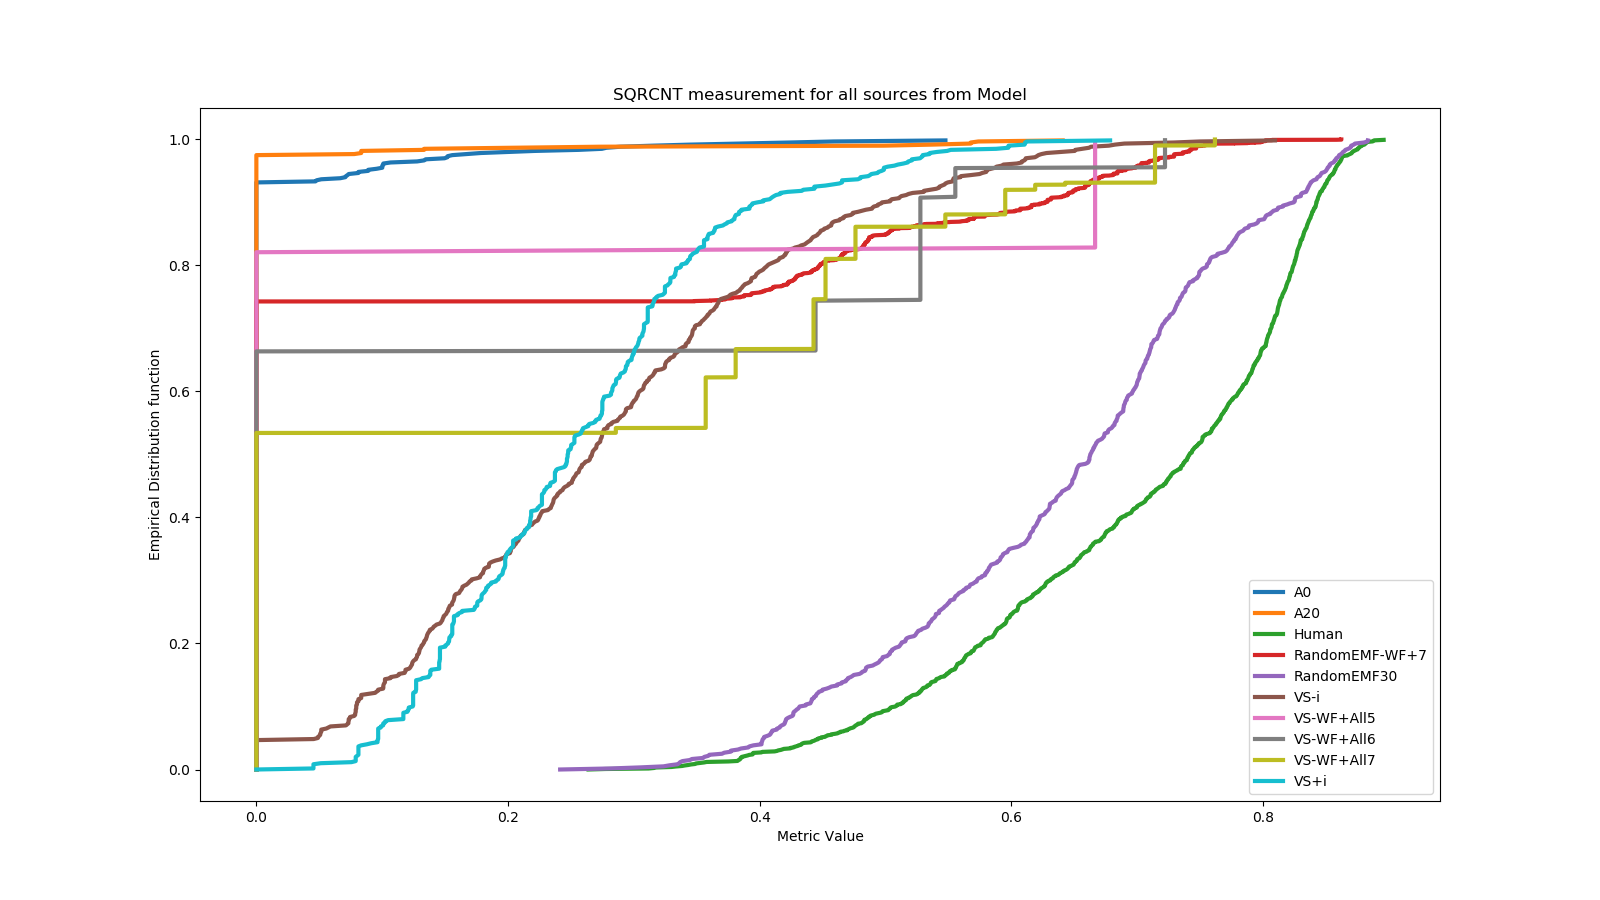 SQRCNT measurement for all sources from Model
Empirical Distribution function
1.0
0.8
0.6
0.4
0.2
0.0
0.0
0.2
0.4
0.6
0.8
Metric Value
A0
A20
Human
RandomEMF-WF+7
RandomEMF30
VS-i
VS-WF+All5
VS-WF+All6
VS-WF+All7
VS+i